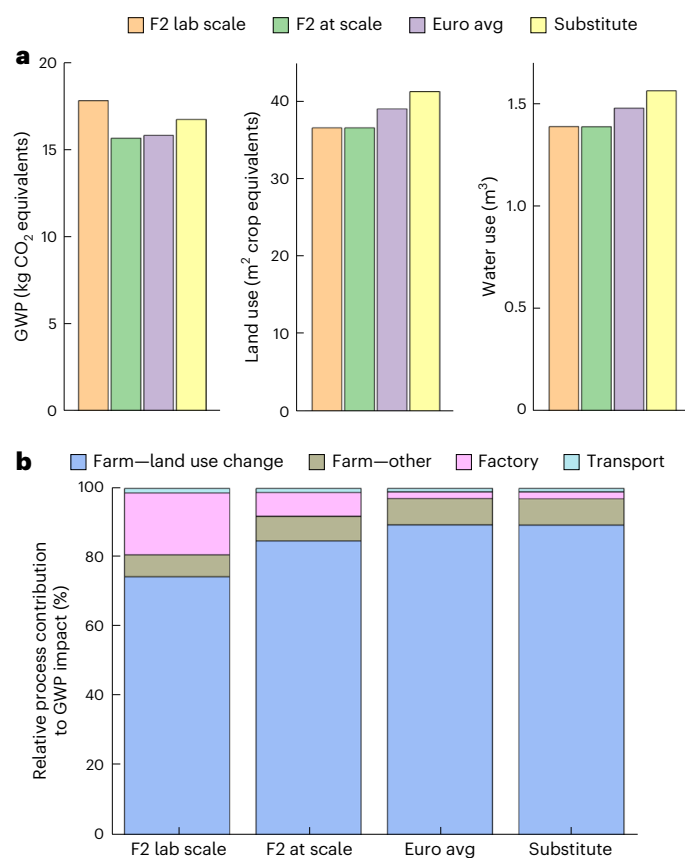 F2 lab scale F2 at scale Euro avg Substitute
a
GWP (kg CO2 equivalents)
20
15
10
5
0
Land use (m2 crop equivalents)
40
30
20
10
0
Water use (m3)
1.5
1.0
0.5
0
b
Farm—land use change Farm—other Factory Transport
Relative process contribution
to GWP impact (%)
100
80
60
40
20
0
F2 lab scale F2 at scale Euro avg Substitute